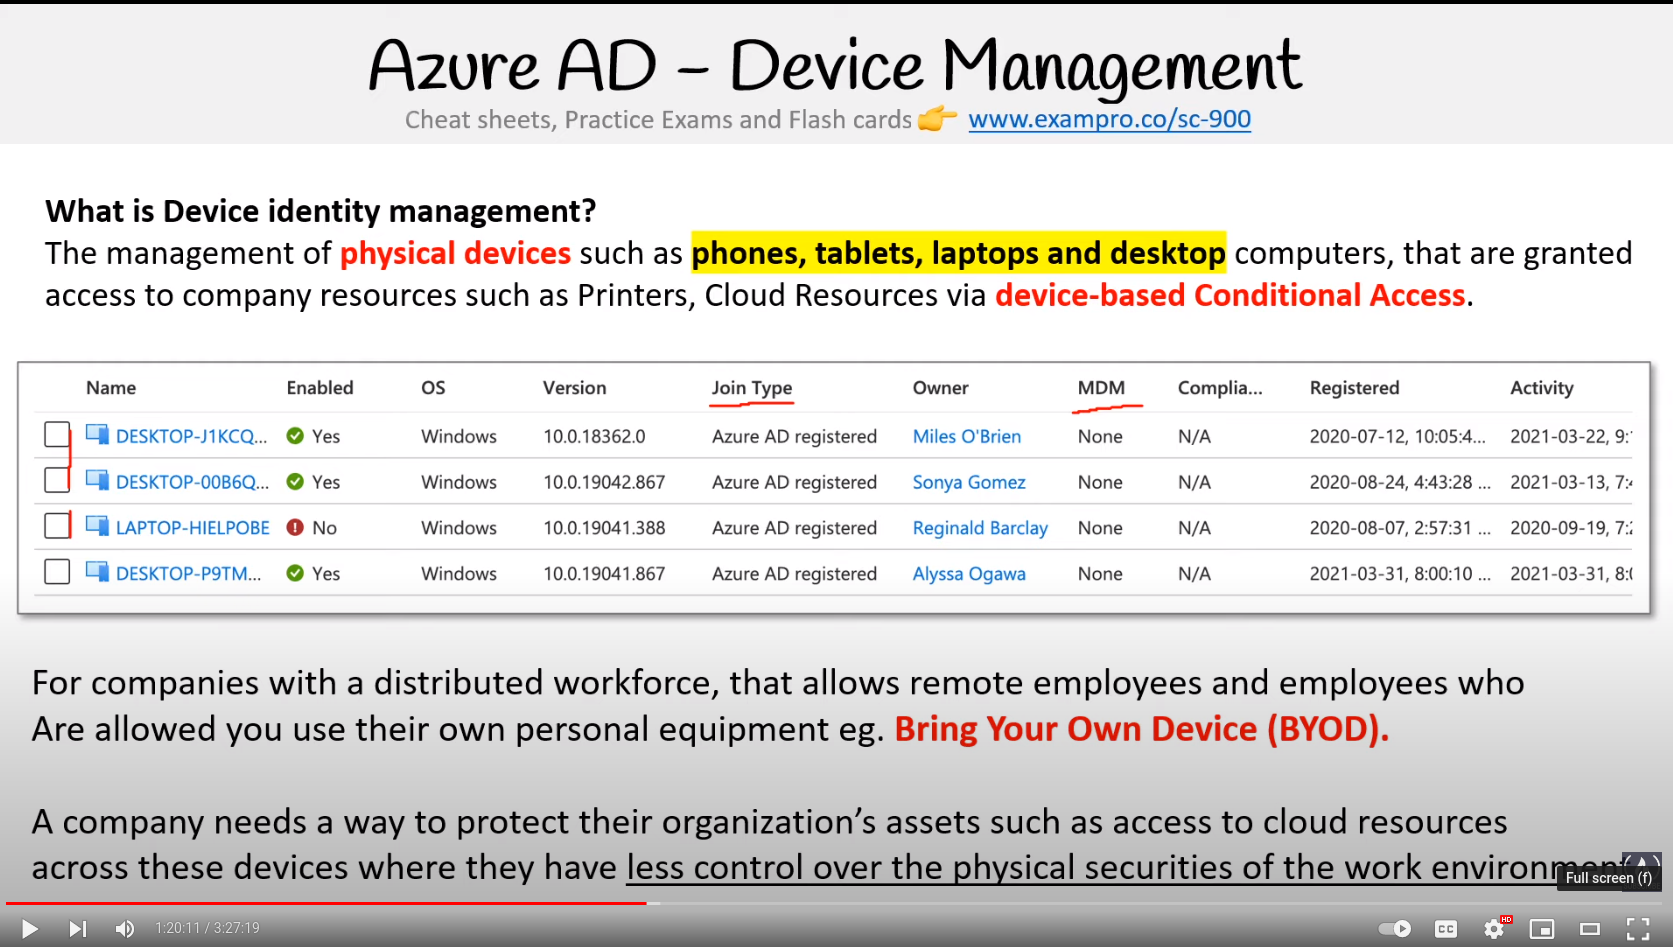 Azure AD – Device Management
Cheat sheets, Practice Exams and Flash cards 👉 www.exampro.co/sc-900
What is Device identity management?
The management of physical devices such as phones, tablets, laptops and desktop computers, that are granted
access to company resources such as Printers, Cloud Resources via device-based Conditional Access.
Name Enabled OS Version Join Type Owner MDM Complia... Registered Activity
DESKTOP-J1KCQ... Yes Windows 10.0.18362.0 Azure AD registered Miles O'Brien None N/A 2020-07-12, 10:05:4... 2021-03-22, 9:
DESKTOP-00B6Q... Yes Windows 10.0.19042.867 Azure AD registered Sonya Gomez None N/A 2020-08-24, 4:43:28 ... 2021-03-13, 7:
LAPTOP-HIELPOBE No Windows 10.0.19041.388 Azure AD registered Reginald Barclay None N/A 2020-08-07, 2:57:31 ... 2020-09-19, 7:
DESKTOP-P9TM... Yes Windows 10.0.19041.867 Azure AD registered Alyssa Ogawa None N/A 2021-03-31, 8:00:10 ... 2021-03-31, 8:
For companies with a distributed workforce, that allows remote employees and employees who
Are allowed you use their own personal equipment eg. Bring Your Own Device (BYOD).
A company needs a way to protect their organization's assets such as access to cloud resources
across these devices where they have less control over the physical securities of the work environment
Full screen (f)
1:20:11 / 3:27:19
CC
HD